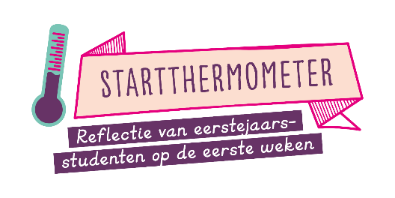 STARTTHERMOMETER
Reflectie van eerstejaars-
studenten op de eerste weken